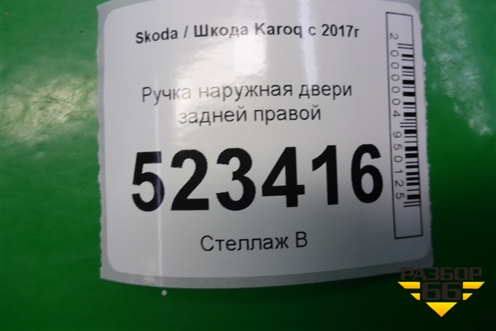 Skoda / Шкода Karoq с 2017г
Ручка наружная двери
задней правой
523416
Стеллаж В
2000004950125
РАЗБОР
66